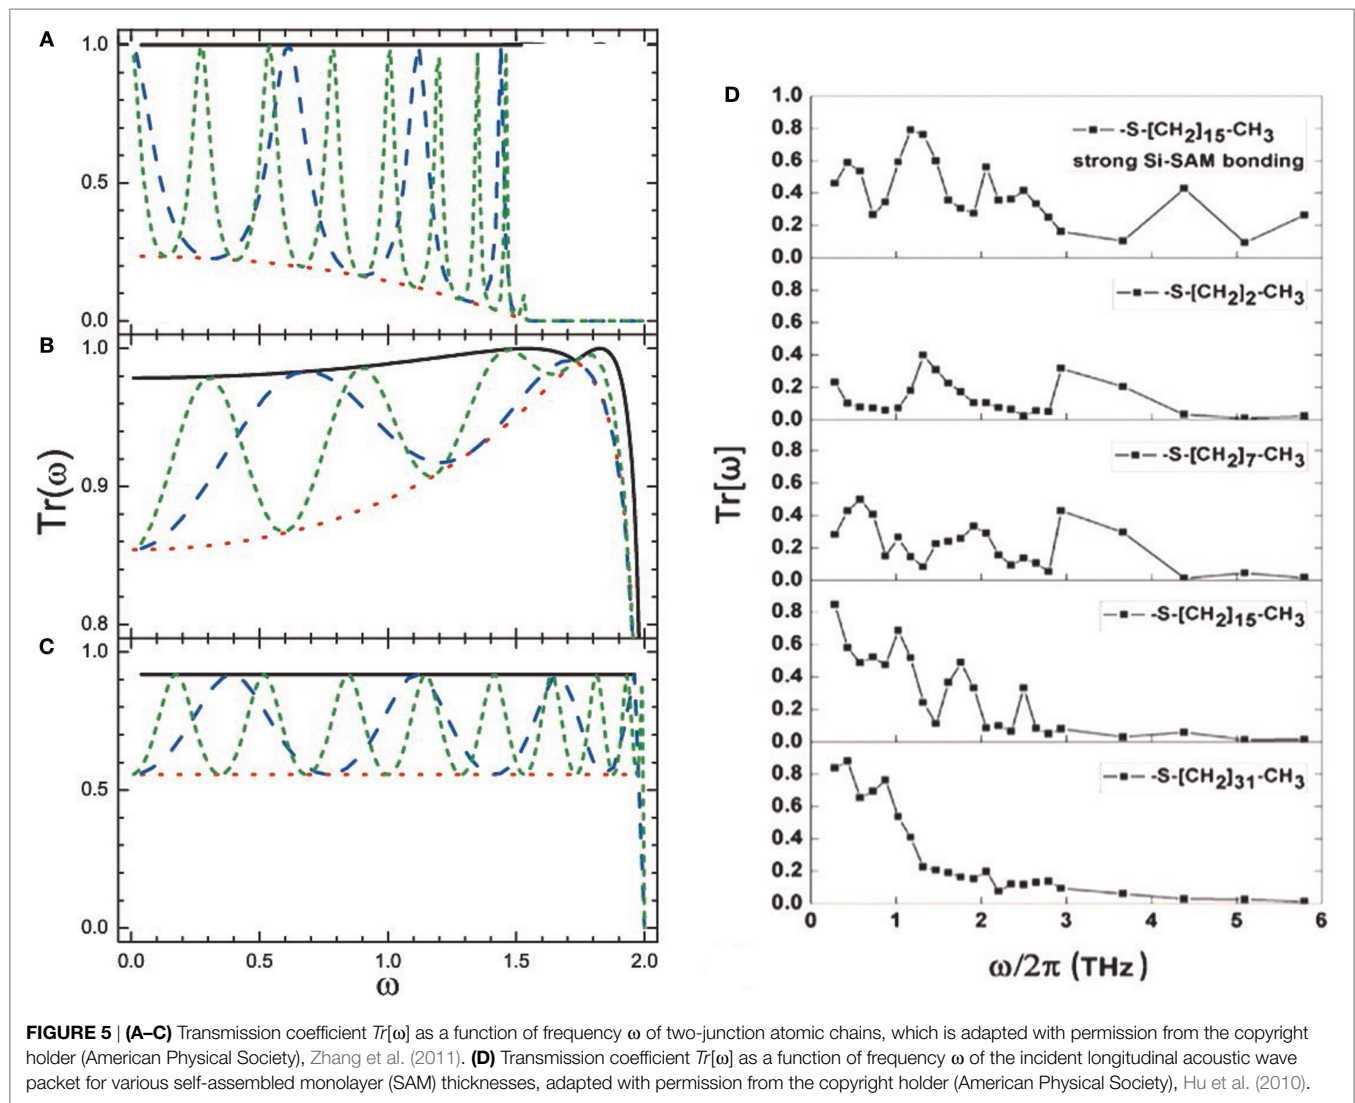 A
1.0
0.5
0.0
B
1.0
0.9
0.8
Tr(ω)
C
1.0
0.5
0.0
0.0 0.5 1.0 1.5 2.0
ω
D
1.0
0.8
0.6
0.4
0.2
0.0
-S-[CH2]15-CH3
strong Si-SAM bonding
0.8
0.6
0.4
0.2
0.0
-S-[CH2]2-CH3
0.8
0.6
0.4
0.2
0.0
-S-[CH2]7-CH3
Tr[ω]
0.8
0.6
0.4
0.2
0.0
-S-[CH2]15-CH3
0.8
0.6
0.4
0.2
0
-S-[CH2]31-CH3
0 1 2 3 4 5 6
ω/2π (THz)
FIGURE 5 | (A–C) Transmission coefficient Tr[ω] as a function of frequency ω of two-junction atomic chains, which is adapted with permission from the copyright
holder (American Physical Society), Zhang et al. (2011). (D) Transmission coefficient Tr[ω] as a function of frequency ω of the incident longitudinal acoustic wave
packet for various self-assembled monolayer (SAM) thicknesses, adapted with permission from the copyright holder (American Physical Society), Hu et al. (2010).